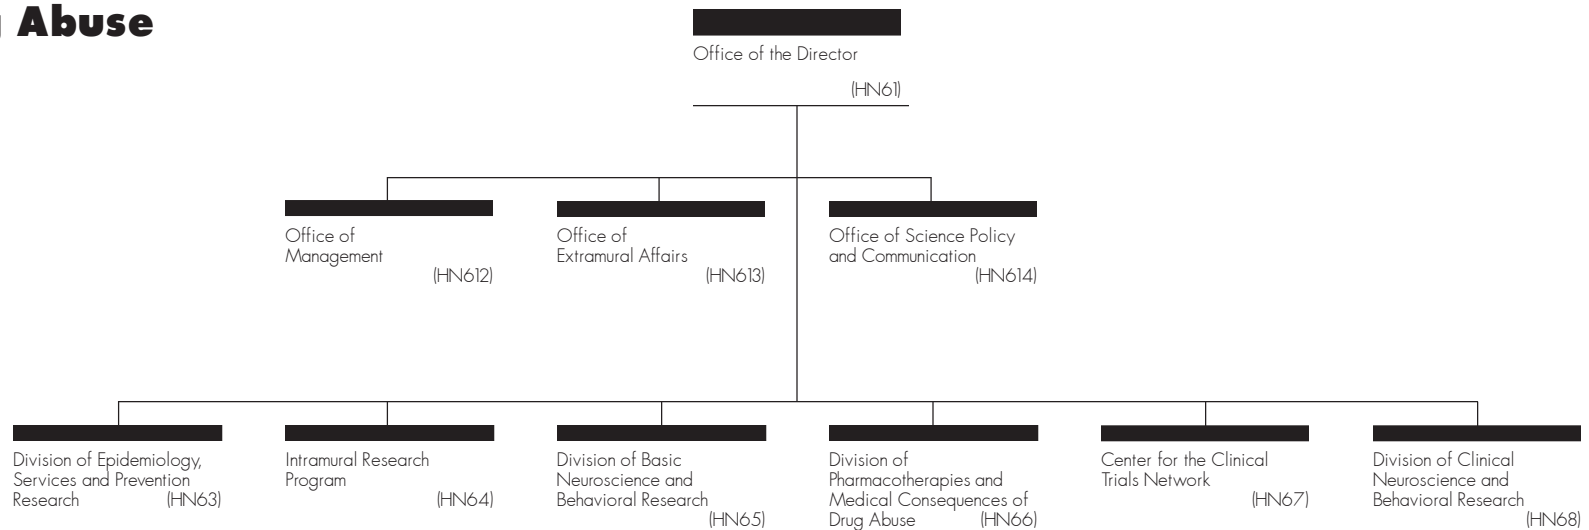 Abuse
Office of the Director
(HN61)
Office of
Management
(HN612)
Office of
Extramural Affairs
(HN613)
Office of Science Policy
and Communication
(HN614)
Division of Epidemiology,
Services and Prevention
Research (HN63)
Intramural Research
Program
(HN64)
Division of Basic
Neuroscience and
Behavioral Research
(HN65)
Division of
Pharmacotherapies and
Medical Consequences of
Drug Abuse (HN66)
Center for the Clinical
Trials Network
(HN67)
Division of Clinical
Neuroscience and
Behavioral Research
(HN68)